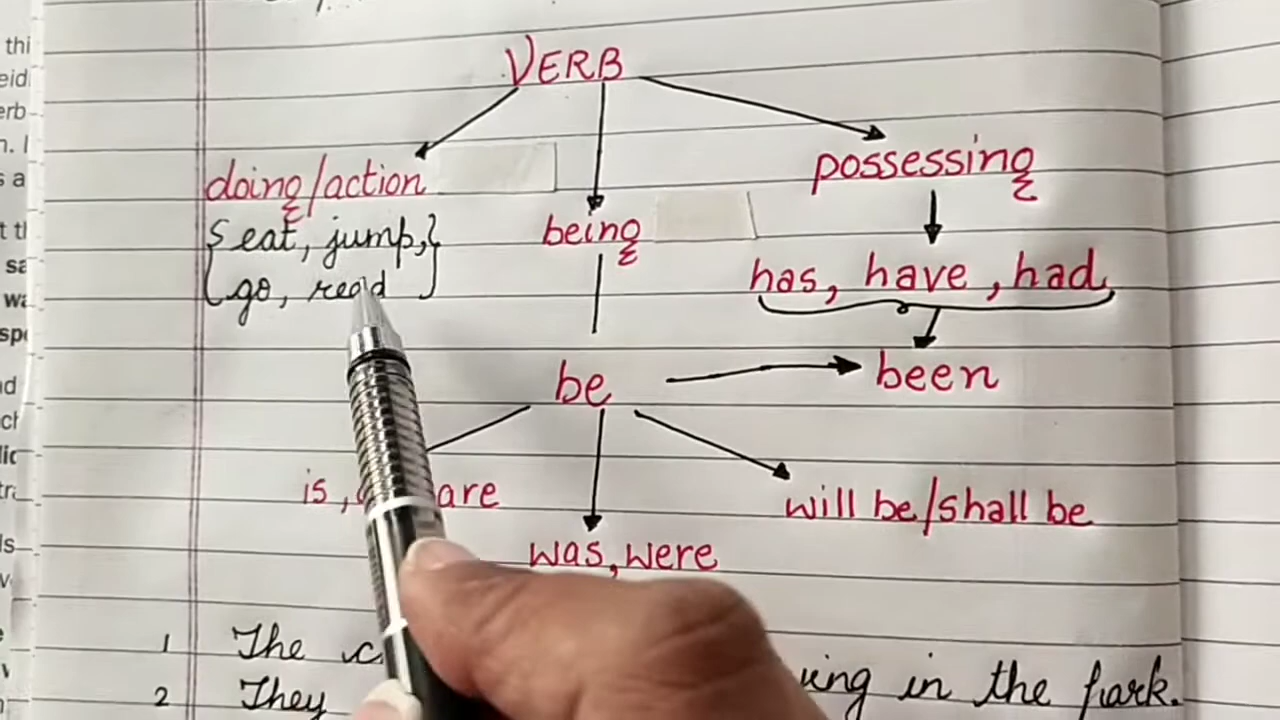 VERB
doing/action
possessing
{ eat, jump, }
being
has, have, had
{ go, read }
be
been
is, are
will be/shall be
was, were
1 The
in the park.
2 They